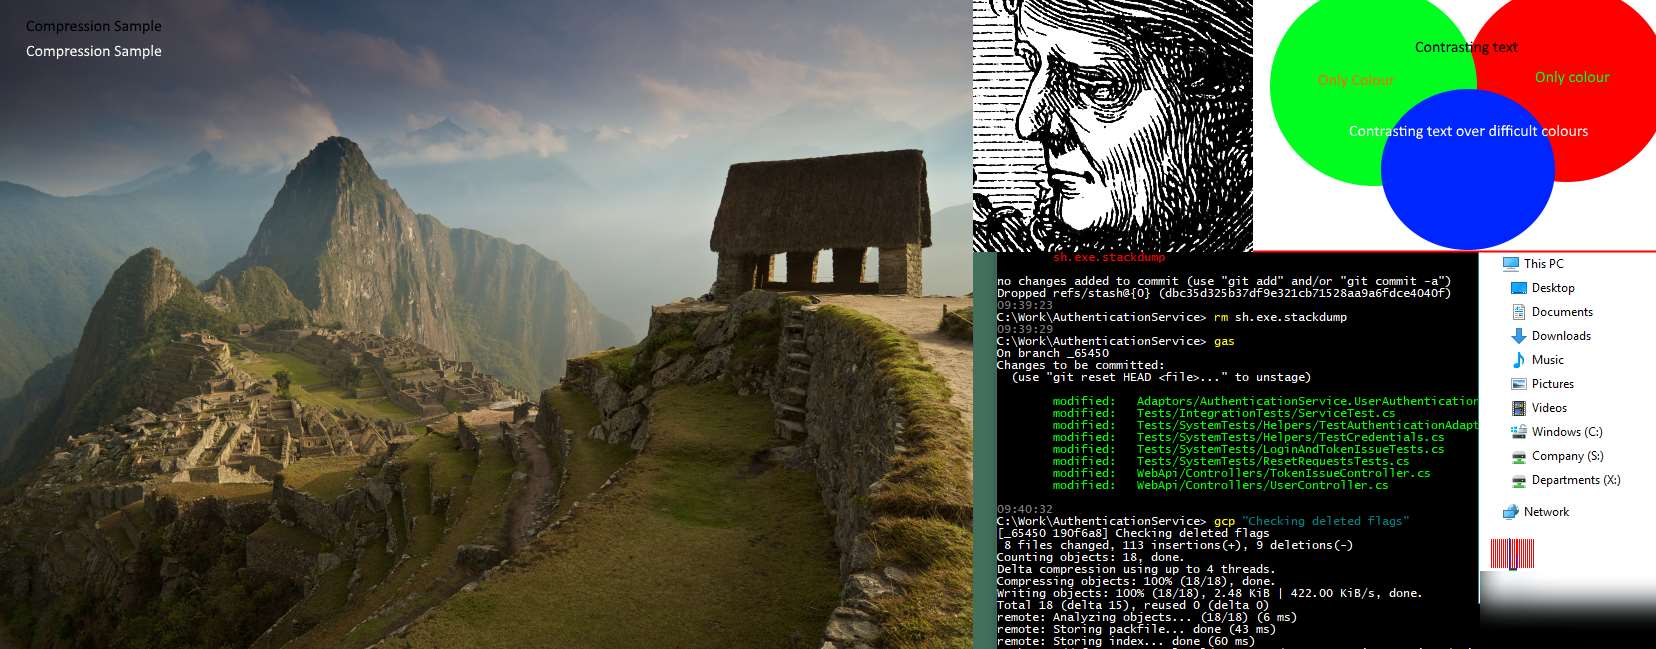 Compression Sample
Compression Sample
Contrasting text
Only Colour
Only colour
Contrasting text over difficult colours
sh.exe.stackdump
no changes added to commit (use "git add" and/or "git commit -a")
Dropped refs/stash@{0} (dbc35d325b37df9e321cb71528aa9a6fdce4040f)
09:39:23
C:\Work\AuthenticationService> rm sh.exe.stackdump
09:39:29
C:\Work\AuthenticationService> gas
On branch _65450
Changes to be committed:
(use "git reset HEAD <file>..." to unstage)
modified: Adaptors/AuthenticationService.UserAuthentication
modified: Tests/IntegrationTests/ServiceTest.cs
modified: Tests/SystemTests/Helpers/TestAuthenticationAdapt
modified: Tests/SystemTests/Helpers/TestCredentials.cs
modified: Tests/SystemTests/LoginAndTokenIssueTests.cs
modified: Tests/SystemTests/ResetRequestsTests.cs
modified: WebApi/Controllers/TokenIssueController.cs
modified: WebApi/Controllers/UserController.cs
09:40:32
C:\Work\AuthenticationService> gcp "Checking deleted flags"
[_65450 190f6a8] Checking deleted flags
8 files changed, 113 insertions(+), 9 deletions(-)
Counting objects: 18, done.
Delta compression using up to 4 threads.
Compressing objects: 100% (18/18), done.
Writing objects: 100% (18/18), 2.48 KiB | 422.00 KiB/s, done.
Total 18 (delta 15), reused 0 (delta 0)
remote: Analyzing objects... (18/18) (6 ms)
remote: Storing packfile... done (43 ms)
remote: Storing index... done (60 ms)
This PC
Desktop
Documents
Downloads
Music
Pictures
Videos
Windows (C:)
Company (S:)
Departments (X:)
Network